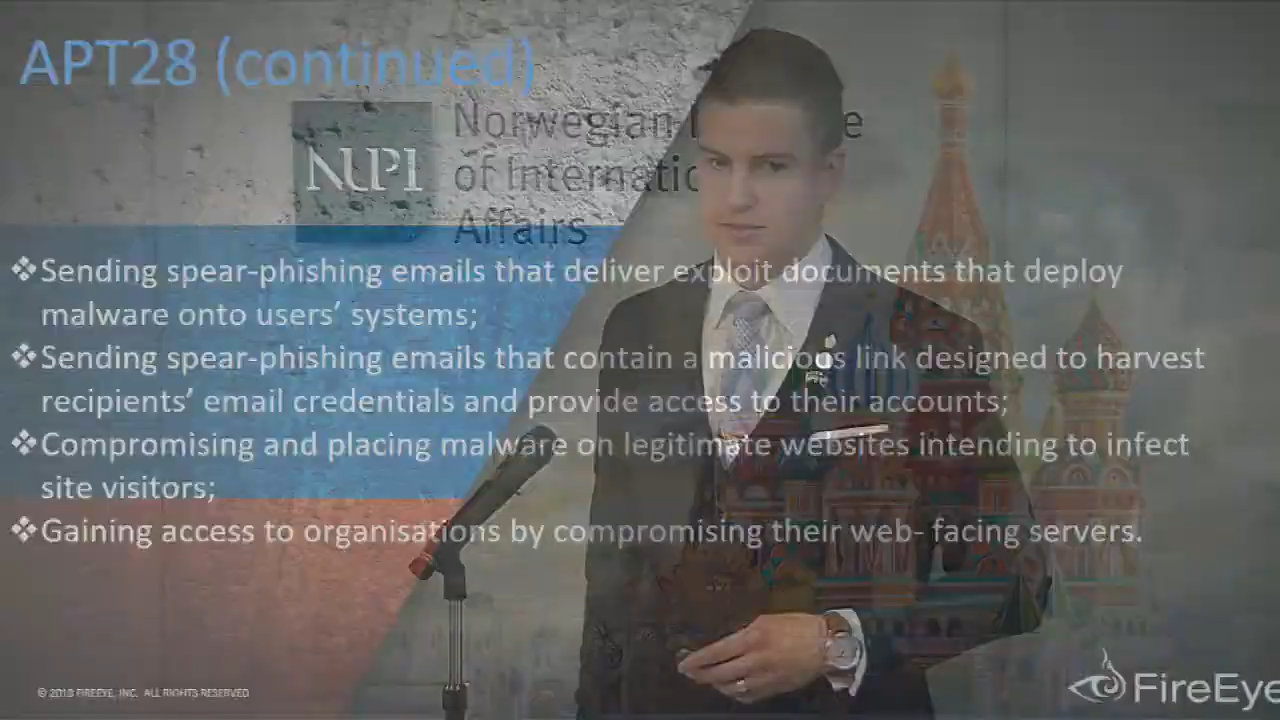 APT28 (continued)
NUPI
Norwegian
of Internatio
Affairs
❖Sending spear-phishing emails that deliver exploit documents that deploy
malware onto users’ systems;
❖Sending spear-phishing emails that contain a malicious link designed to harvest
recipients’ email credentials and provide access to their accounts;
❖Compromising and placing malware on legitimate websites intending to infect
site visitors;
❖Gaining access to organisations by compromising their web- facing servers.
© 2018 FIREEYE, INC. ALL RIGHTS RESERVED
FireEye